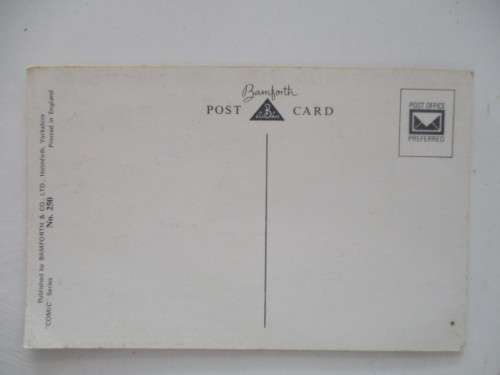 Bamforth
POST CARD
POST OFFICE
PREFERRED
Published by BAMFORTH & CO. LTD., Holmfirth, Yorkshire
"COMIC" Series No. 250 Printed in England